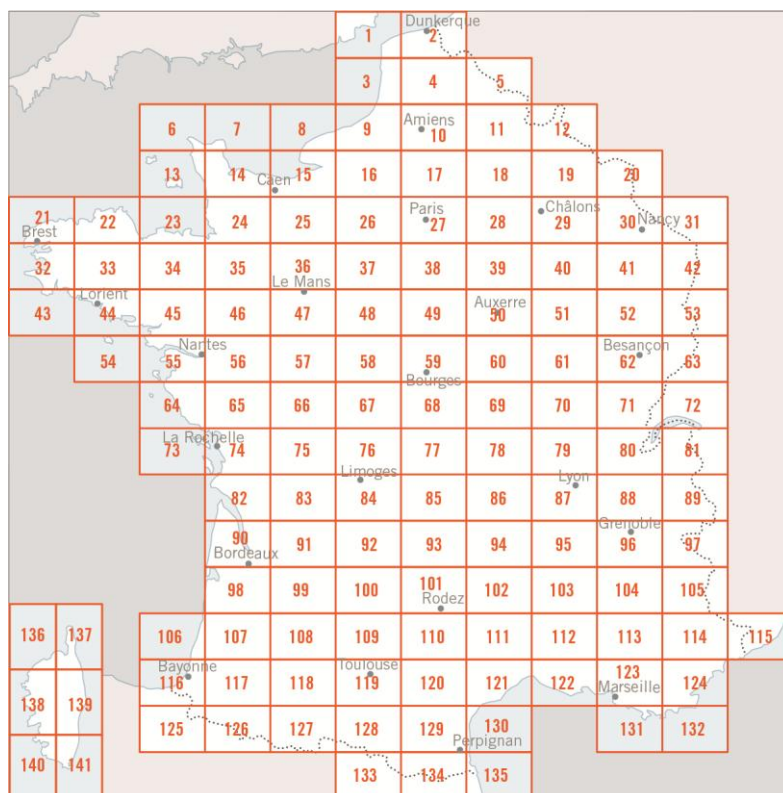 Dunkerque
1 2
3 4 5
Amiens
6 7 8 9 10 11 12
13 14 15 16 17 18 19 20
Caen
Paris Châlons
21 22 23 24 25 26 27 28 29 30 Nancy 31
Brest
32 33 34 35 36 37 38 39 40 41 42
Le Mans
Lorient Auxerre
43 44 45 46 47 48 49 50 51 52 53
Nantes Besançon
54 55 56 57 58 59 60 61 62 63
Bourges
64 65 66 67 68 69 70 71 72
La Rochelle
73 74 75 76 77 78 79 80 81
Limoges Lyon
82 83 84 85 86 87 88 89
Grenoble
90 91 92 93 94 95 96 97
Bordeaux
98 99 100 101 102 103 104 105
Rodez
136 137 106 107 108 109 110 111 112 113 114 115
Bayonne Toulouse
116 117 118 119 120 121 122 123 124
Marseille
138 139
125 126 127 128 129 130 131 132
Perpignan
140 141 133 134 135